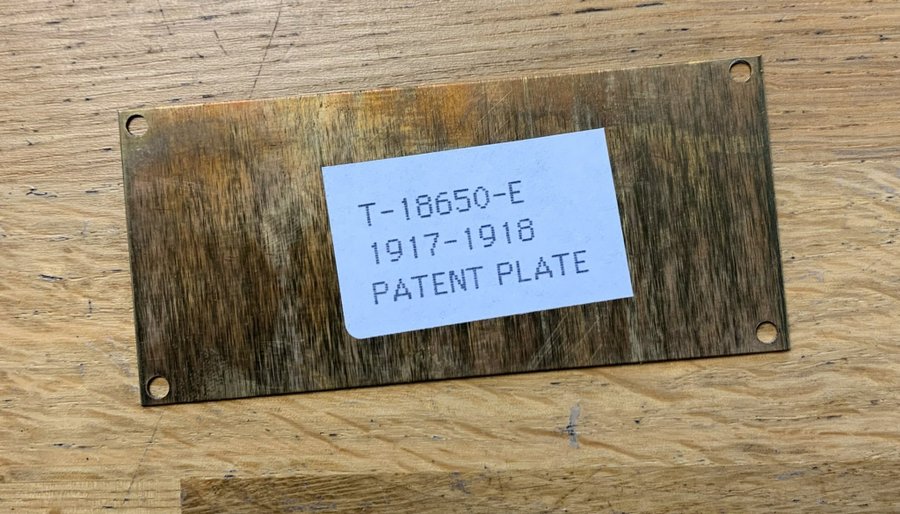 T-18650-E
1917-1918
PATENT PLATE